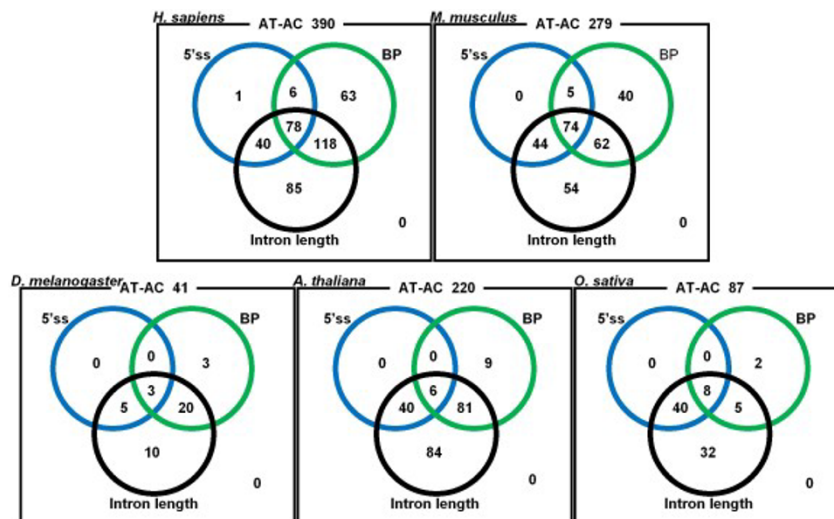 H. sapiens
AT-AC 390
5'ss
BP
1
6
63
78
40
118
85
0
Intron length
M. musculus
AT-AC 279
5'ss
BP
0
5
40
74
44
62
54
0
Intron length
D. melanogaster
AT-AC 41
5'ss
BP
0
0
3
3
5
20
10
0
Intron length
A. thaliana
AT-AC 220
5'ss
BP
0
0
9
6
40
81
84
0
Intron length
O. sativa
AT-AC 87
5'ss
BP
0
0
2
8
40
5
32
0
Intron length